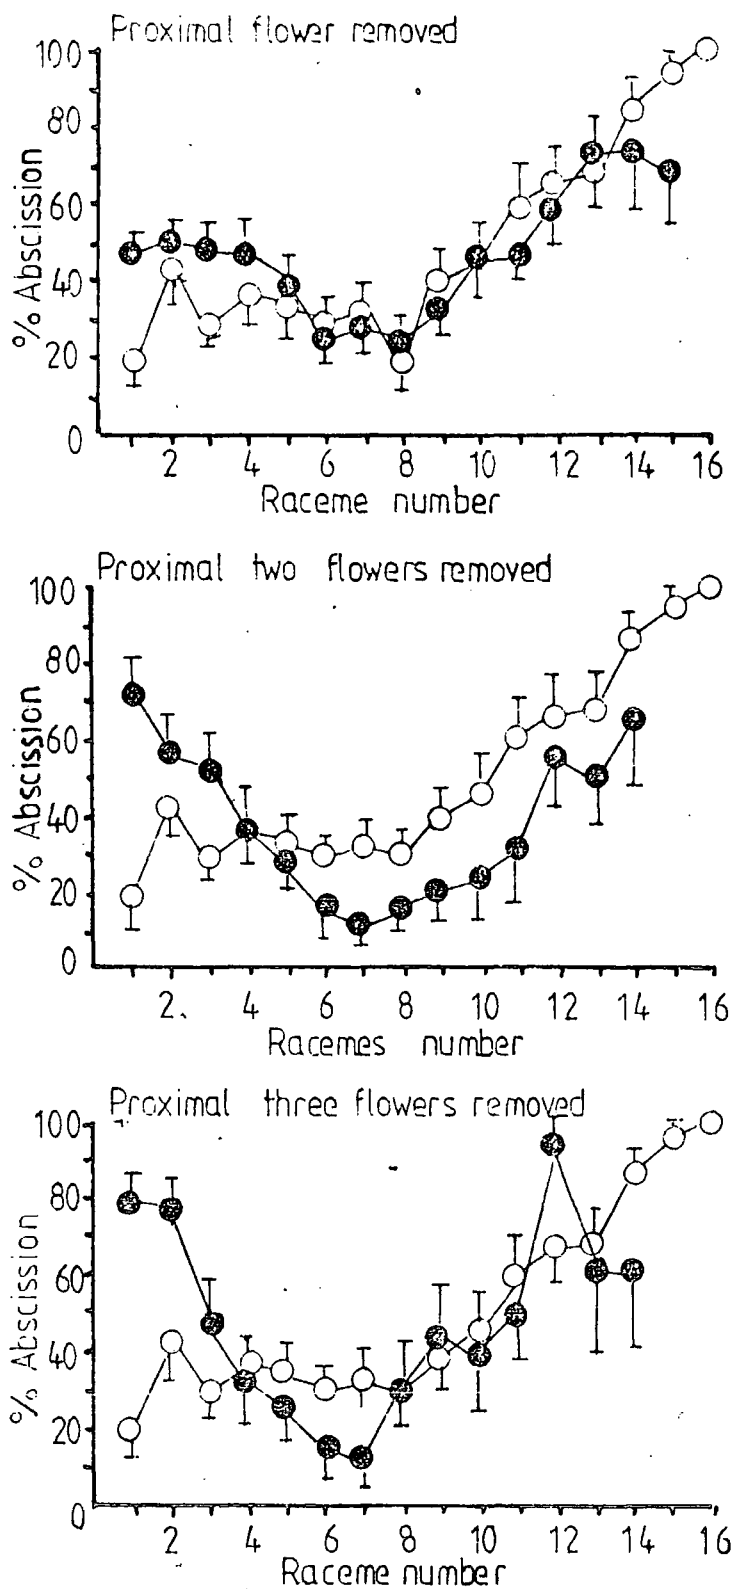 Proximal flower removed
100
80
60
40
20
0
% Abscission
2 4 6 8 10 12 14 16
Raceme number
Proximal two flowers removed
100
80
60
40
20
0
% Abscission
2 4 6 8 10 12 14 16
Racemes number
Proximal three flowers removed
100
80
60
40
20
0
% Abscission
2 4 6 8 10 12 14 16
Raceme number